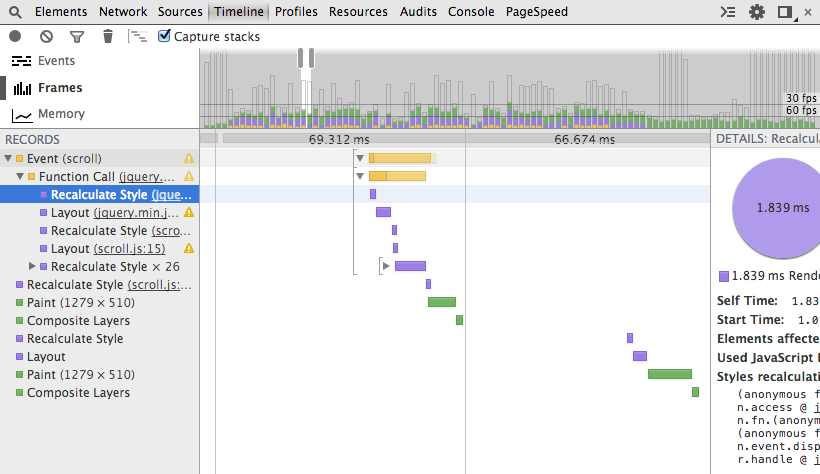 Elements Network Sources Timeline Profiles Resources Audits Console PageSpeed
Capture stacks
Events
Frames
Memory
30 fps
60 fps
RECORDS
69.312 ms
66.674 ms
DETAILS: Recalcul
Event (scroll)
Function Call (jquery....
Recalculate Style (jque...
Layout (jquery.min.j...
Recalculate Style (scro...
Layout (scroll.js:15)
Recalculate Style × 26
Recalculate Style (scroll.js:...
Paint (1279 × 510)
Composite Layers
Recalculate Style
Layout
Paint (1279 × 510)
Composite Layers
1.839 ms
1.839 ms Rende
Self Time: 1.83
Start Time: 1.0
Elements affecte
Used JavaScript
Styles recalculati
(anonymous f
n.access @ j
n.fn.(anonym
(anonymous f
n.event.disp
r.handle @ j